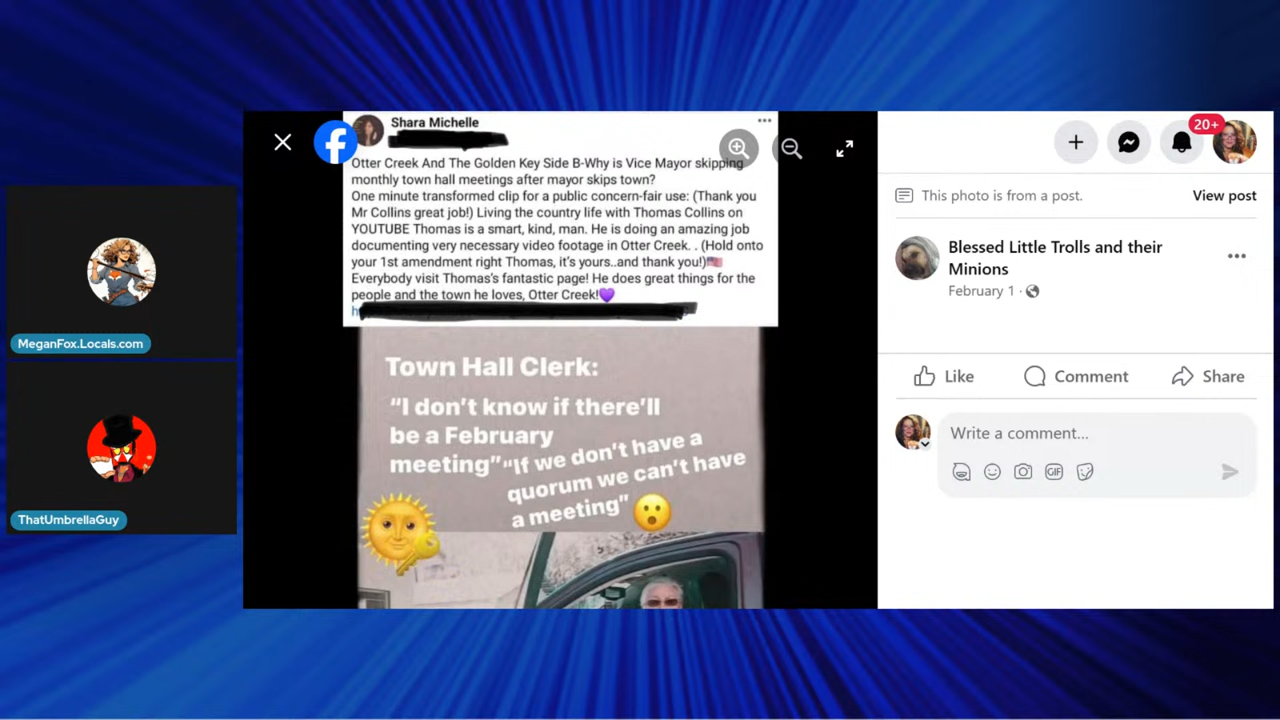 MeganFox.Locals.com
ThatUmbrellaGuy
Shara Michelle
Otter Creek And The Golden Key Side B-Why is Vice Mayor skipping
monthly town hall meetings after mayor skips town?
One minute transformed clip for a public concern-fair use: (Thank you
Mr Collins great job!) Living the country life with Thomas Collins on
YOUTUBE Thomas is a smart, kind, man. He is doing an amazing job
documenting very necessary video footage in Otter Creek. . (Hold onto
your 1st amendment right Thomas, it's yours..and thank you!)🇺🇸
Everybody visit Thomas's fantastic page! He does great things for the
people and the town he loves, Otter Creek!💜
h
Town Hall Clerk:
“I don't know if there'll
be a February
meeting”
“If we don't have a
quorum we can't have
a meeting”
20+
This photo is from a post.
View post
Blessed Little Trolls and their
Minions
February 1 ·
Like
Comment
Share
Write a comment...
GIF